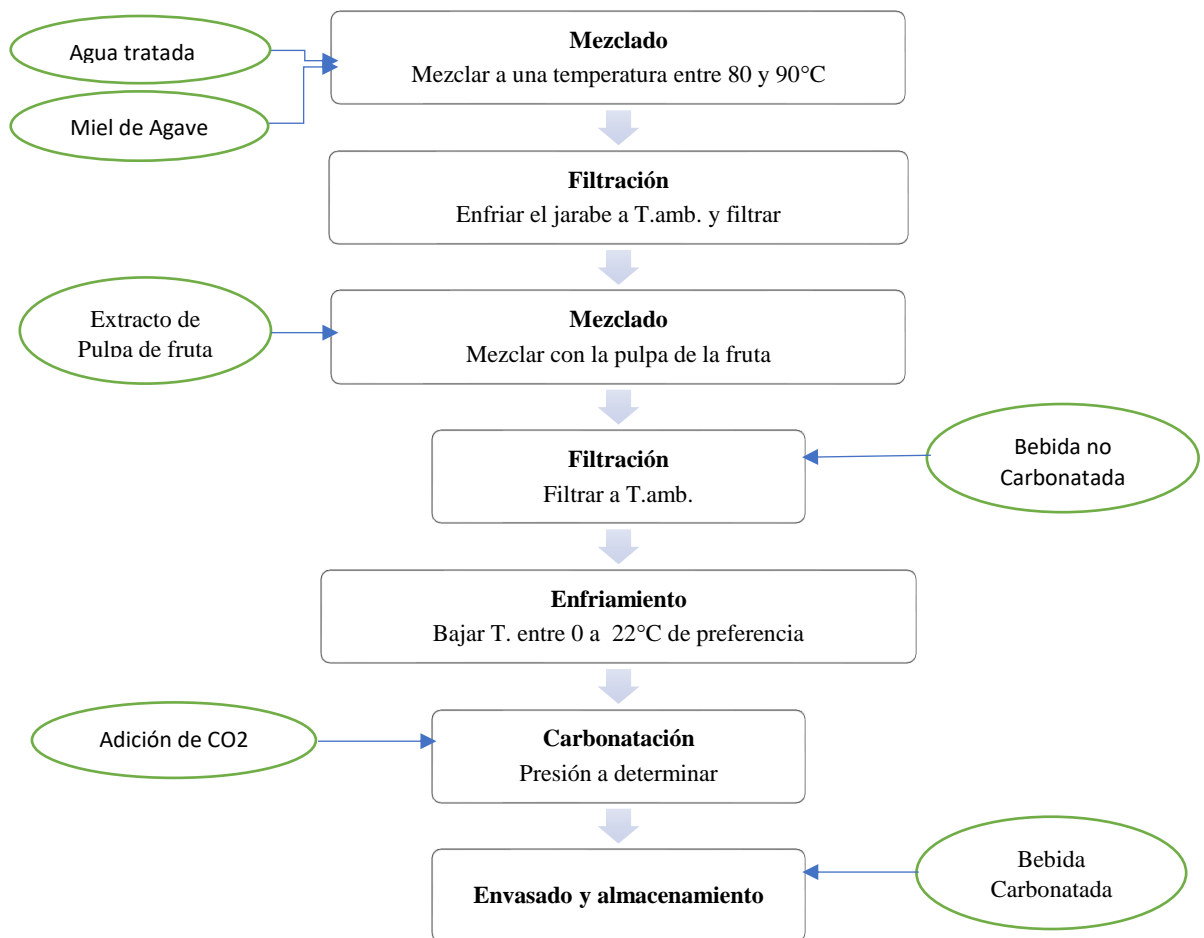 Agua tratada
Miel de Agave
Mezclado
Mezclar a una temperatura entre 80 y 90°C
Filtración
Enfriar el jarabe a T.amb. y filtrar
Extracto de
Pulpa de fruta
Mezclado
Mezclar con la pulpa de la fruta
Filtración
Filtrar a T.amb.
Bebida no
Carbonatada
Enfriamiento
Bajar T. entre 0 a 22°C de preferencia
Adición de CO2
Carbonatación
Presión a determinar
Envasado y almacenamiento
Bebida
Carbonatada